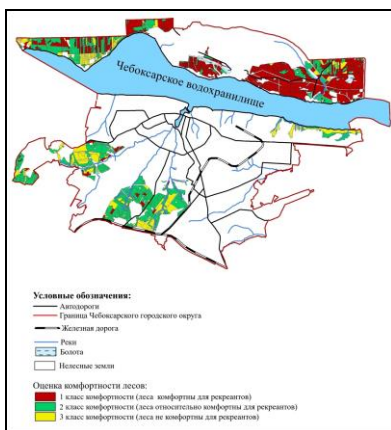 Чебоксарское водохранилище
Условные обозначения:
Автодороги
Граница Чебоксарского городского округа
Железная дорога
Реки
Болота
Нелесные земли
Оценка комфортности лесов:
1 класс комфортности (леса комфортны для рекреантов)
2 класс комфортности (леса относительно комфортны для рекреантов)
3 класс комфортности (леса не комфортны для рекреантов)